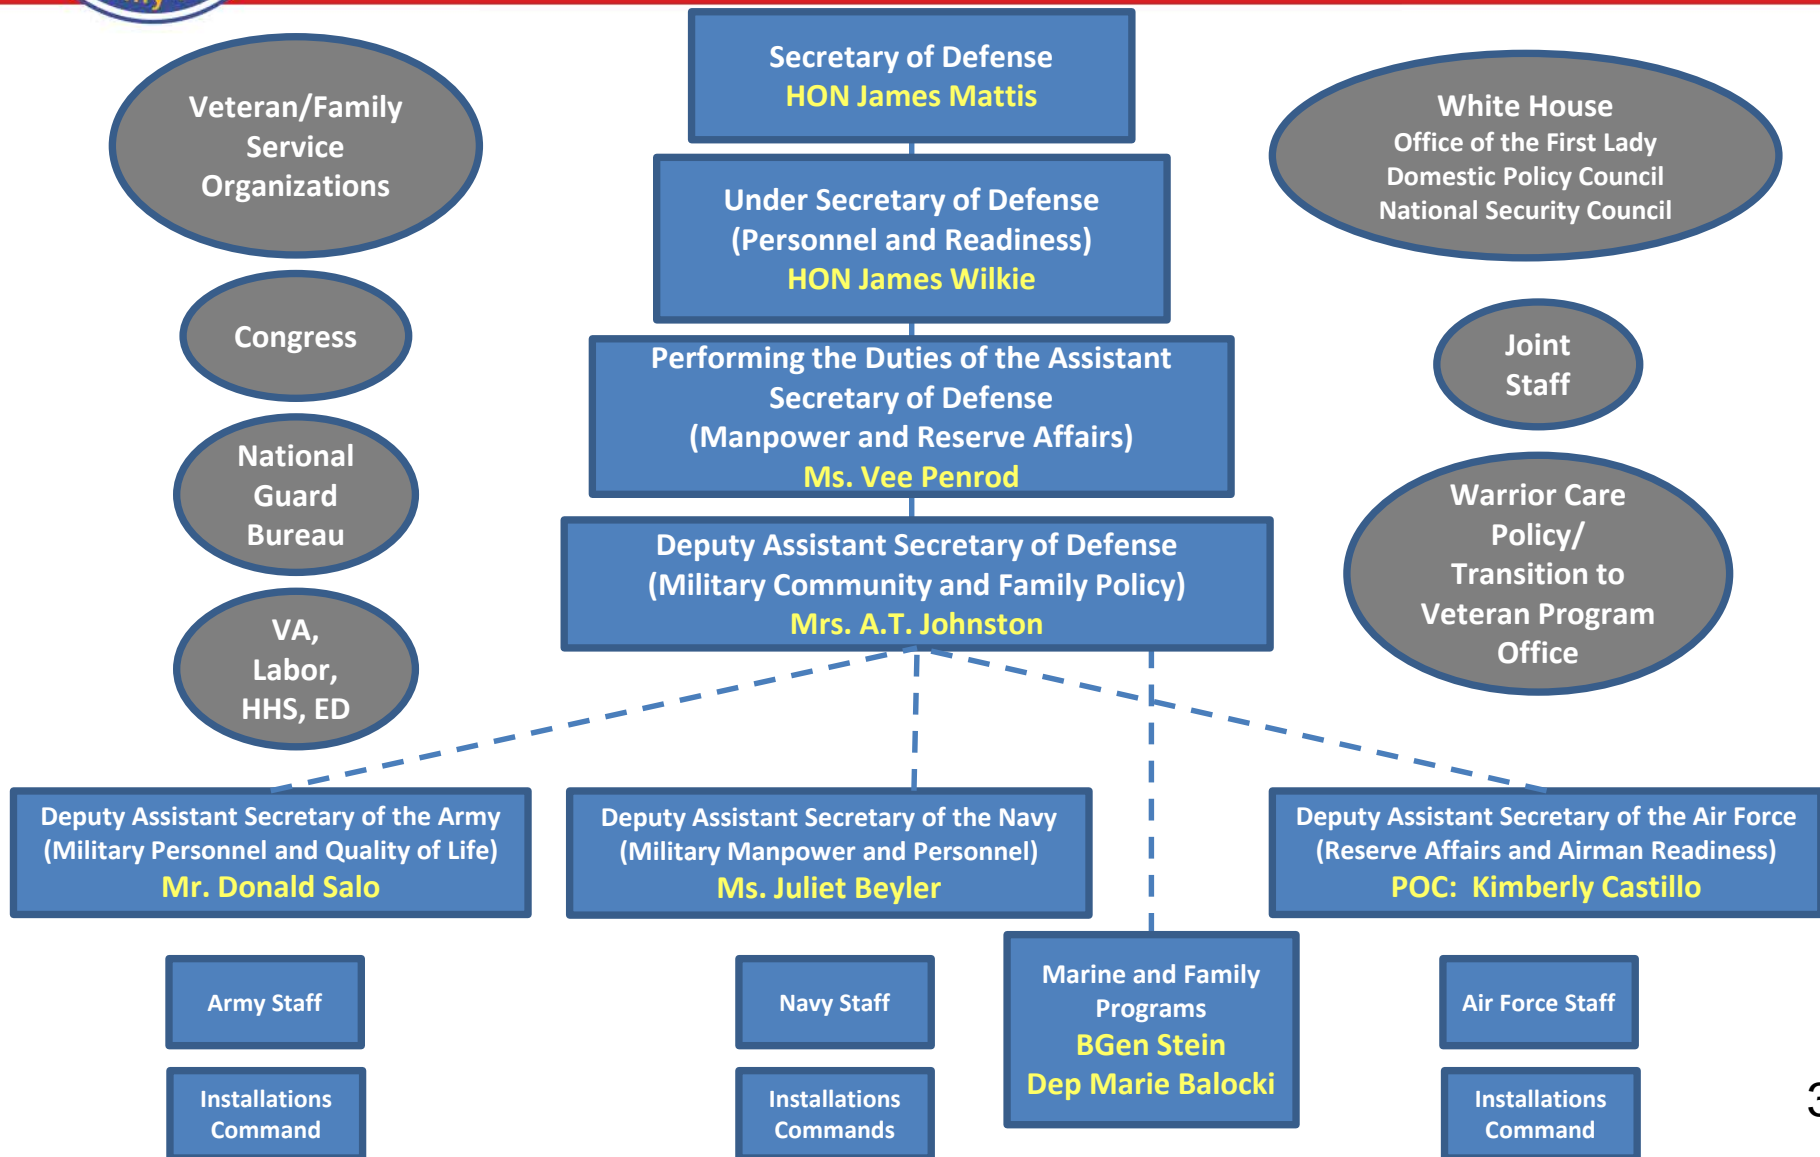 Secretary of Defense
HON James Mattis
Veteran/Family
Service
Organizations
White House
Office of the First Lady
Domestic Policy Council
National Security Council
Under Secretary of Defense
(Personnel and Readiness)
HON James Wilkie
Congress
Joint
Staff
Performing the Duties of the Assistant
Secretary of Defense
(Manpower and Reserve Affairs)
Ms. Vee Penrod
National
Guard
Bureau
Warrior Care
Policy/
Transition to
Veteran Program
Office
Deputy Assistant Secretary of Defense
(Military Community and Family Policy)
Mrs. A.T. Johnston
VA,
Labor,
HHS, ED
Deputy Assistant Secretary of the Army
(Military Personnel and Quality of Life)
Mr. Donald Salo
Deputy Assistant Secretary of the Navy
(Military Manpower and Personnel)
Ms. Juliet Beyler
Deputy Assistant Secretary of the Air Force
(Reserve Affairs and Airman Readiness)
POC: Kimberly Castillo
Army Staff
Navy Staff
Marine and Family
Programs
BGen Stein
Dep Marie Balocki
Air Force Staff
Installations
Command
Installations
Commands
Installations
Command
3